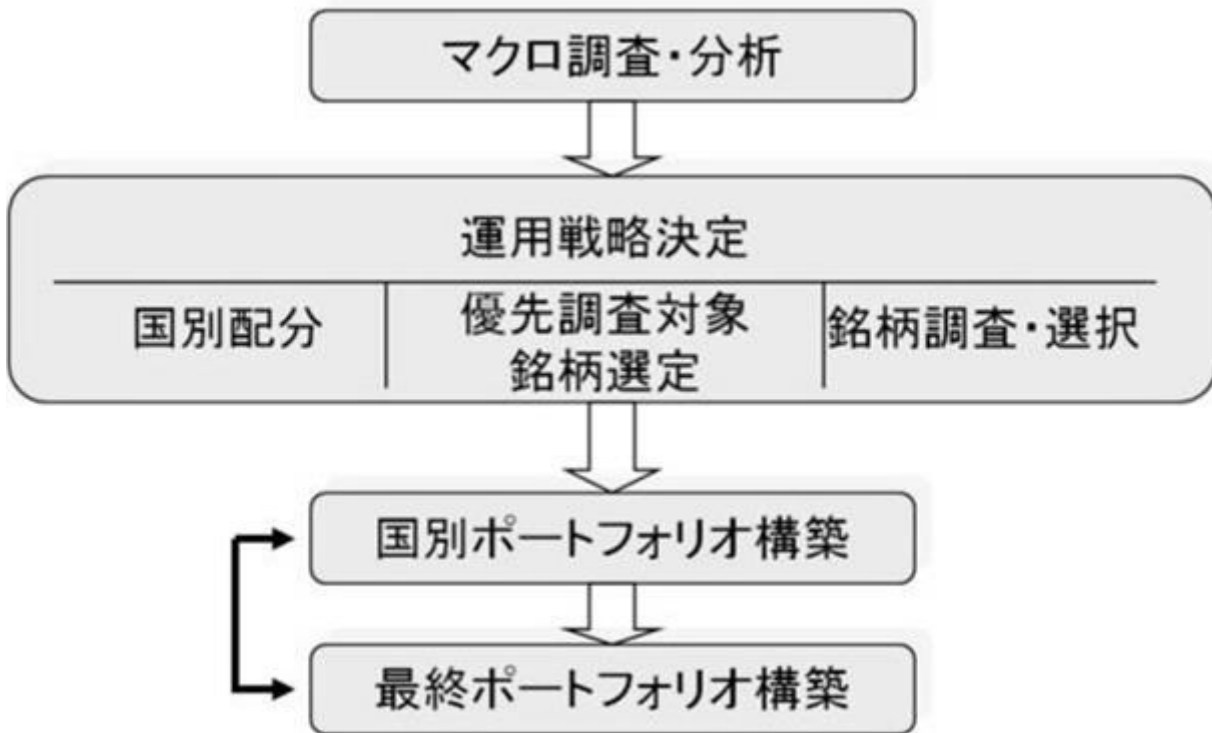 マクロ調査・分析
運用戦略決定
国別配分
優先調査対象
銘柄選定
銘柄調査・選択
国別ポートフォリオ構築
最終ポートフォリオ構築